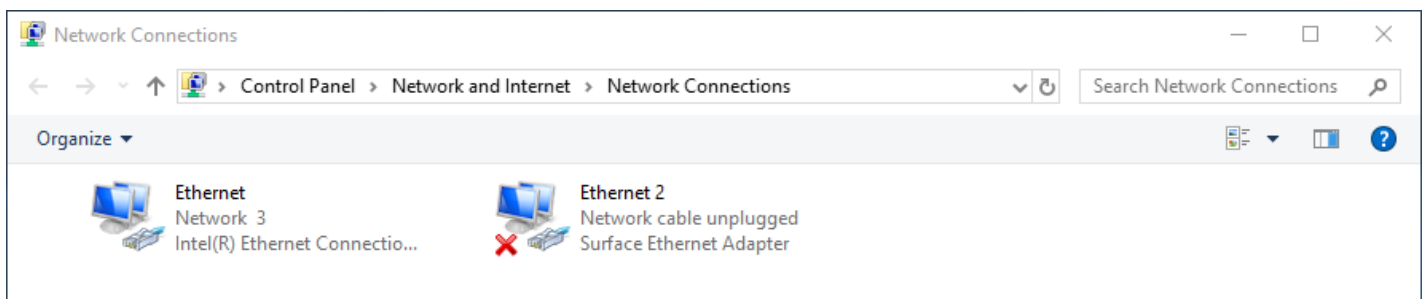 Network Connections
Control Panel > Network and Internet > Network Connections
Search Network Connections
Organize
?
Ethernet
Network 3
Intel(R) Ethernet Connectio...
Ethernet 2
Network cable unplugged
Surface Ethernet Adapter